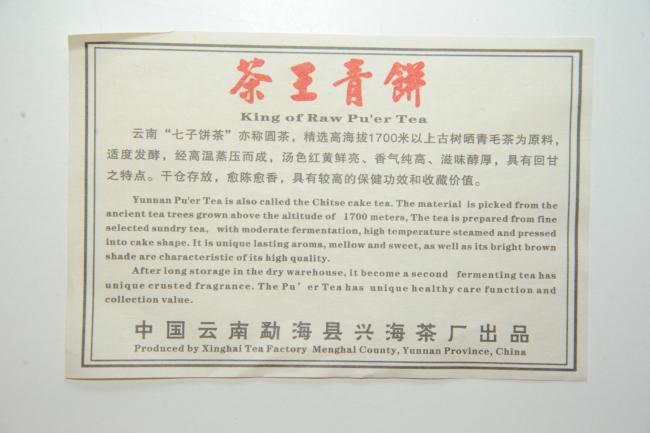 茶王青餅
King of Raw Pu'er Tea
云南“七子饼茶”亦称圆茶，精选高海拔1700米以上古树晒青毛茶为原料，
适度发酵，经高温蒸压而成，汤色红黄鲜亮、香气纯高、滋味醇厚，具有回甘
之特点。干仓存放，愈陈愈香，具有较高的保健功效和收藏价值。
Yunnan Pu'er Tea is also called the Chitse cake tea. The material is picked from the
ancient tea trees grown above the altitude of 1700 meters, The tea is prepared from fine
selected sundry tea, with moderate fermentation, high temperature steamed and pressed
into cake shape. It is unique lasting aroma, mellow and sweet, as well as its bright brown
shade are characteristic of its high quality.
After long storage in the dry warehouse, it become a second fermenting tea has
unique crusted fragrance. The Pu'er Tea has unique healthy care function and
collection value.
中国云南勐海县兴海茶厂出品
Produced by Xinghai Tea Factory Menghai County, Yunnan Province, China